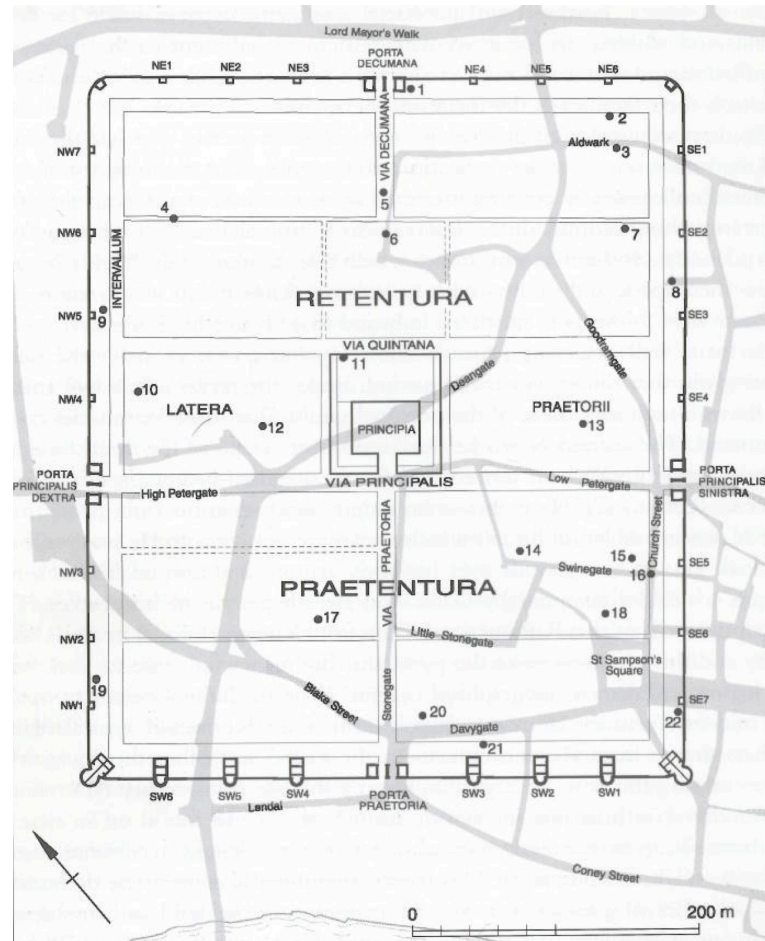 Lord Mayor's Walk
PORTA
DECUMANA
NE1
NE2
NE3
NE4
NE5
NE6
1
2
VIA DECUMANA
Aldwark
3
NW7
SE1
5
4
NW6
6
7
SE2
INTERVALLUM
8
RETENTURA
9
NW5
SE3
Goodramgate
VIA QUINTANA
11
Deangate
10
NW4
SE4
LATERA
12
PRINCIPIA
PRAETORII
13
PORTA
PRINCIPALIS
DEXTRA
VIA PRINCIPALIS
High Petergate
Low Petergate
PORTA
PRINCIPALIS
SINISTRA
Church Street
VIA PRAETORIA
14
15
SE5
NW3
Swinegate
16
PRAETENTURA
17
18
NW2
Little Stonegate
SE6
St Sampson's
Square
19
Blake Street
Stonegate
NW1
20
SE7
22
Davygate
21
SW6
SW5
SW4
PORTA
PRAETORIA
SW3
SW2
SW1
Lendal
Coney Street
0
200 m